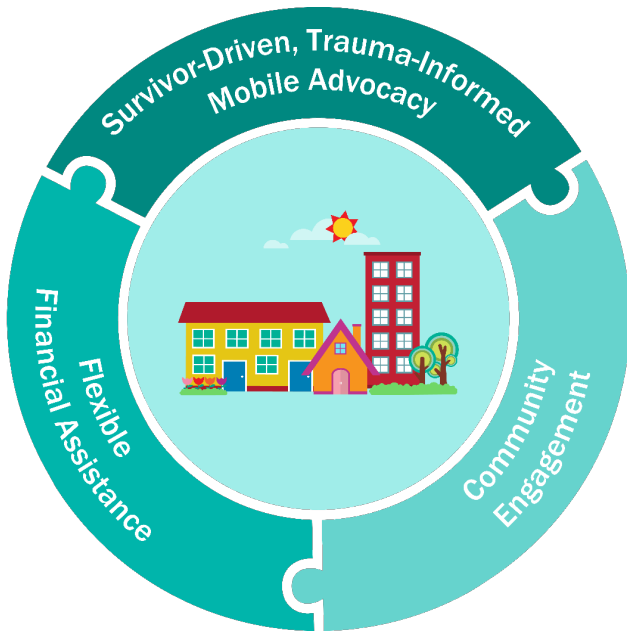 Survivor-Driven, Trauma-Informed
Mobile Advocacy
Community
Engagement
Flexible
Financial Assistance